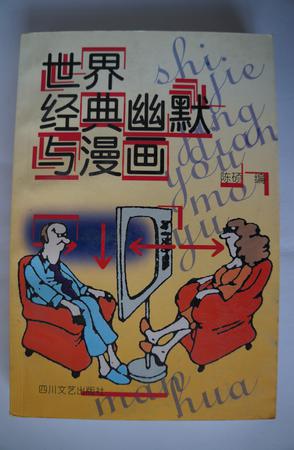 世界
经典幽默
与漫画
shi jie
jing
dian
you
mo
yu
陈 编
四川文艺出版社
man
hua